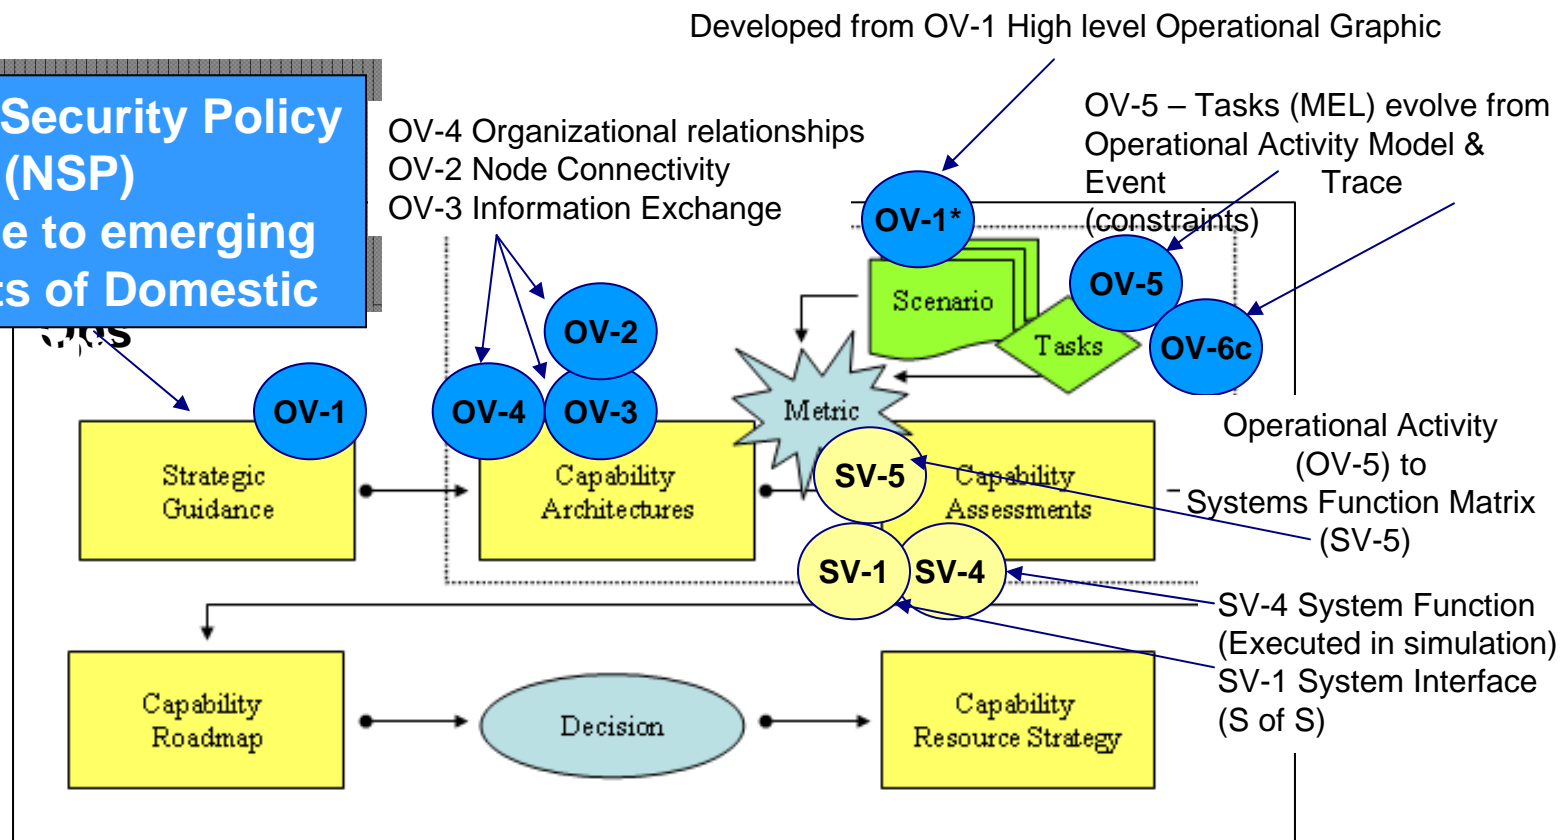 Developed from OV-1 High level Operational Graphic
Security Policy
(NSP)
e to emerging
ts of Domestic
OV-4 Organizational relationships
OV-2 Node Connectivity
OV-3 Information Exchange
OV-5 – Tasks (MEL) evolve from
Operational Activity Model &
Event Trace
(constraints)
OV-1*
OV-5
OV-6c
Scenario
Tasks
OV-2
OV-4
OV-3
OV-1
Metric
Strategic
Guidance
Capability
Architectures
SV-5
Capability
Assessments
Operational Activity
(OV-5) to
Systems Function Matrix
(SV-5)
SV-1
SV-4
SV-4 System Function
(Executed in simulation)
SV-1 System Interface
(S of S)
Capability
Roadmap
Decision
Capability
Resource Strategy